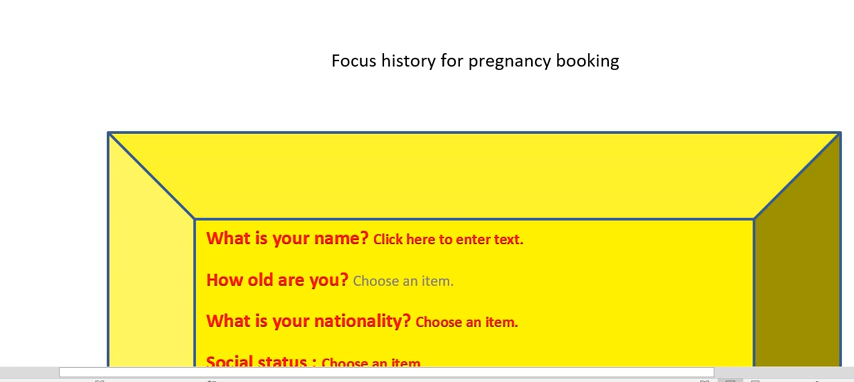 Focus history for pregnancy booking
What is your name? Click here to enter text.
How old are you? Choose an item.
What is your nationality? Choose an item.
Social status : Choose an item